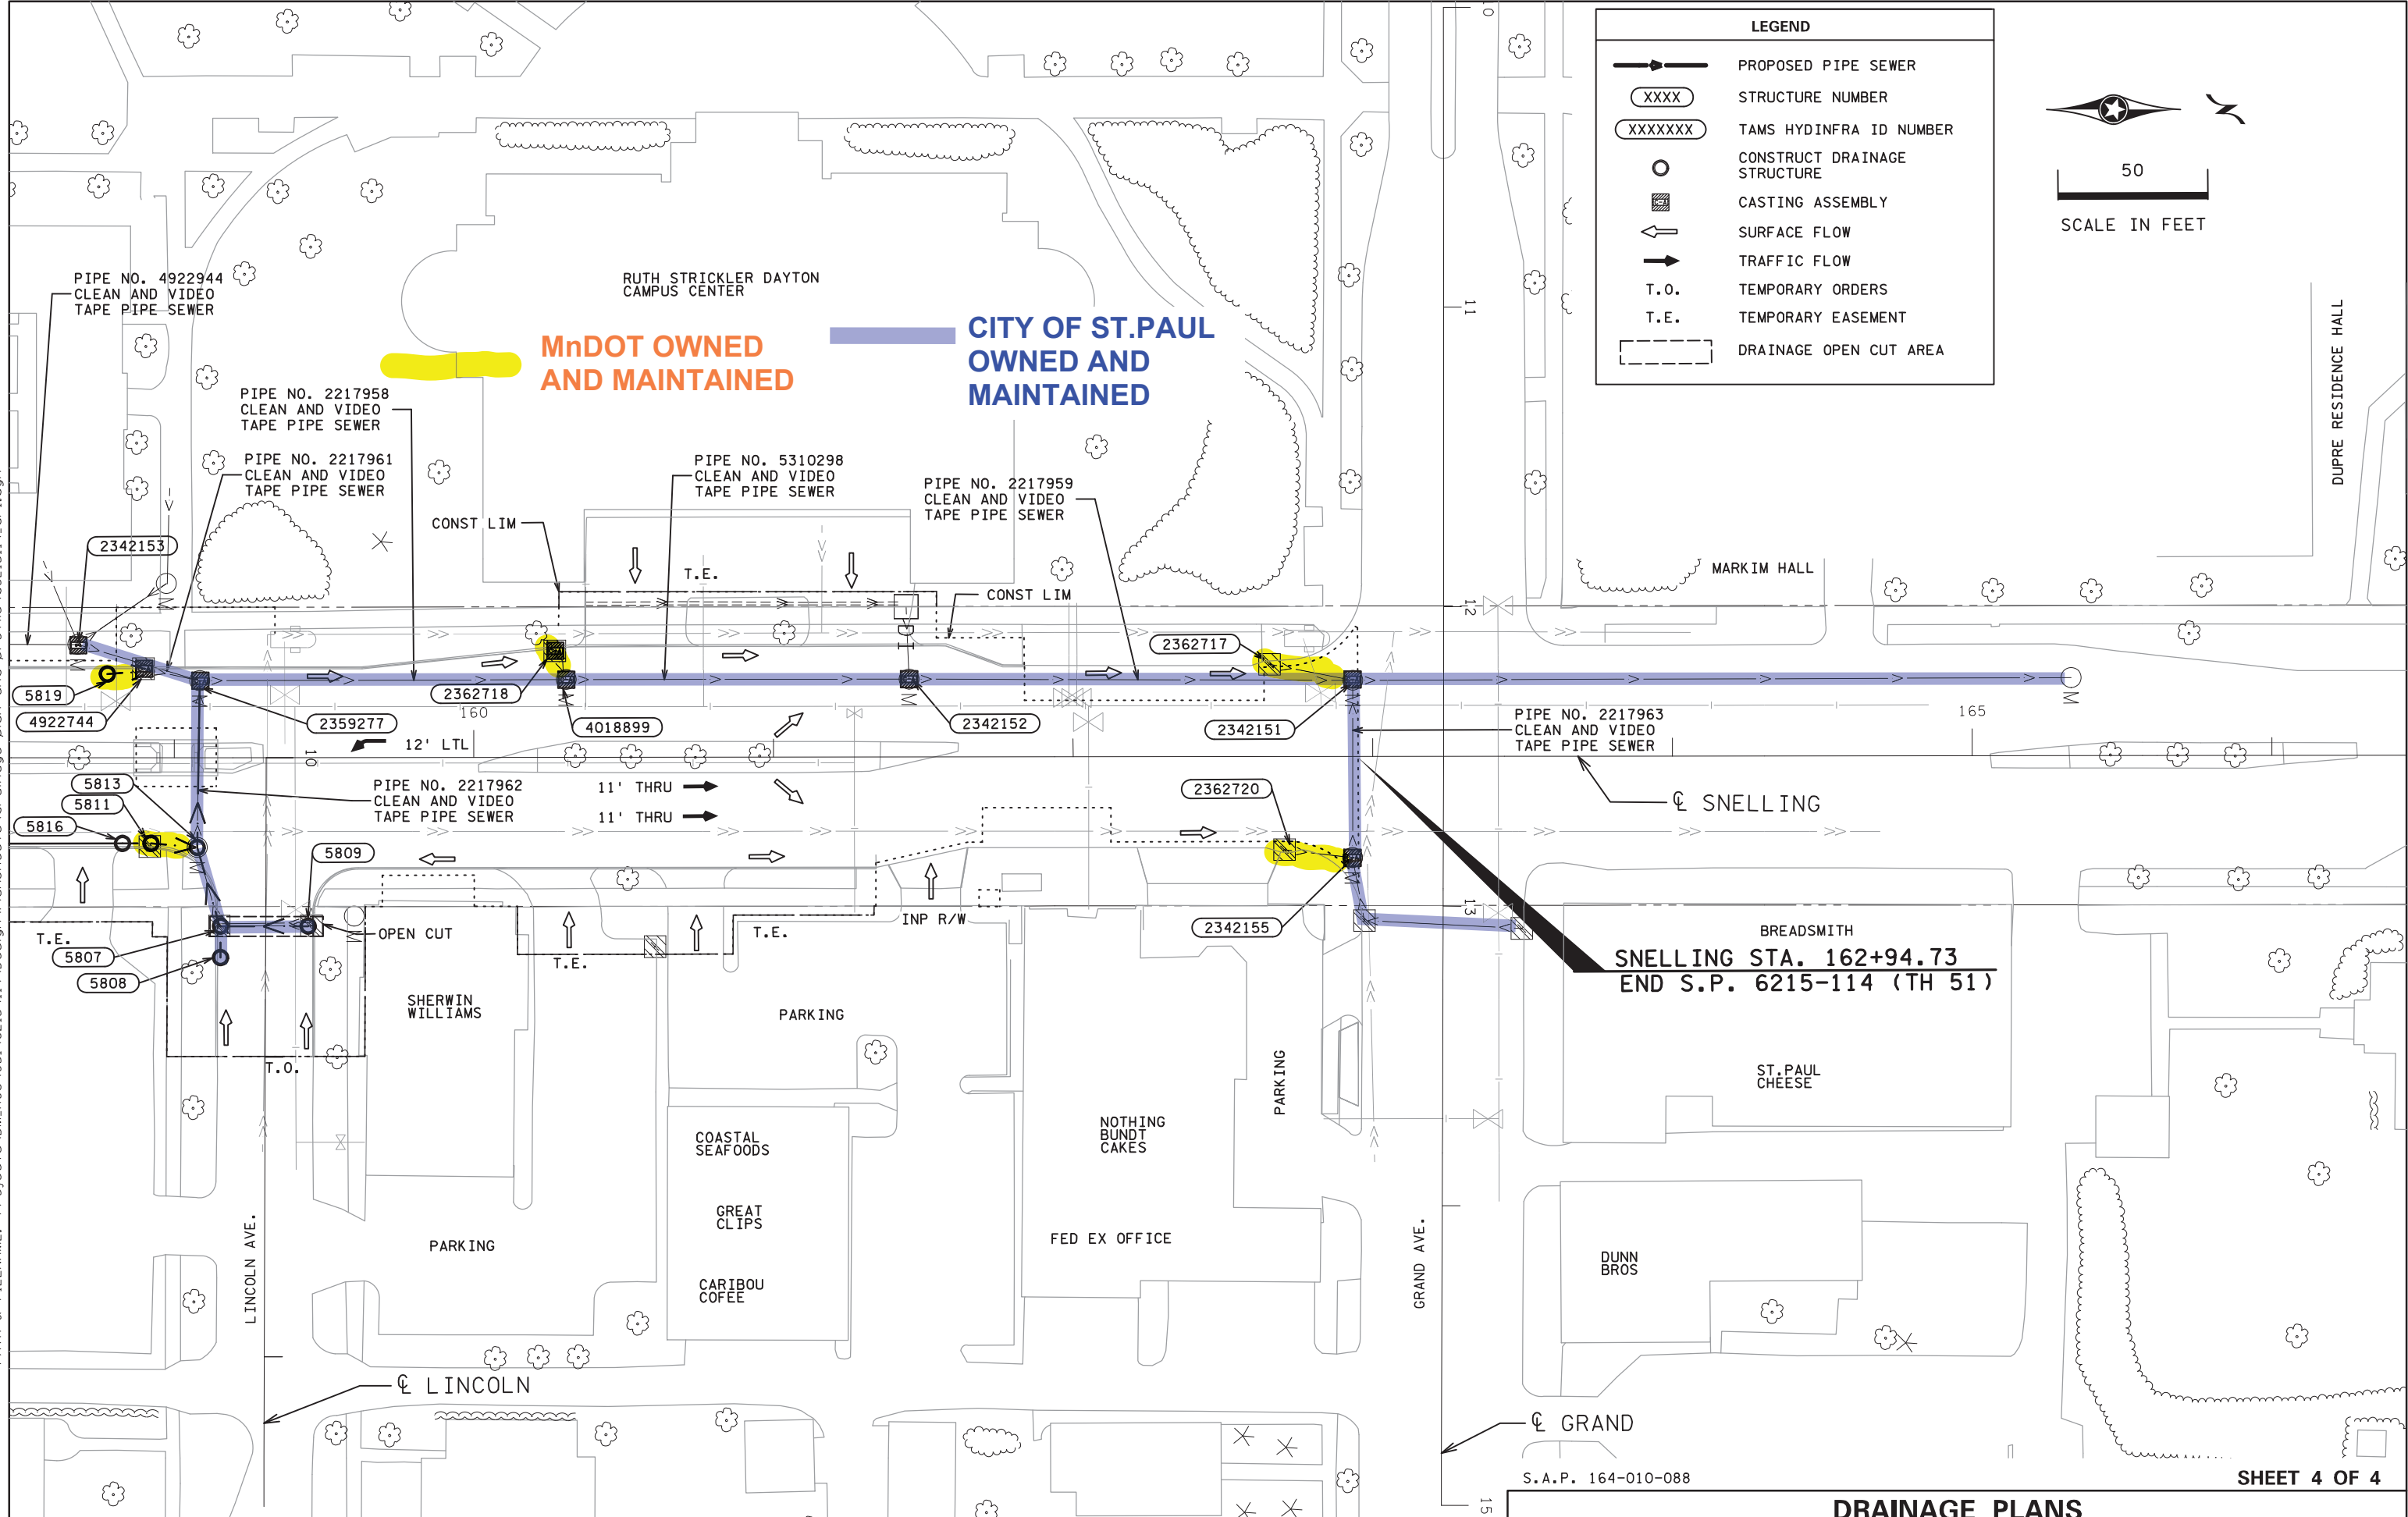 LEGEND
PROPOSED PIPE SEWER
XXXX
STRUCTURE NUMBER
XXXXXXX
TAMS HYDINFRA ID NUMBER
CONSTRUCT DRAINAGE
STRUCTURE
CASTING ASSEMBLY
SURFACE FLOW
TRAFFIC FLOW
T.O.
TEMPORARY ORDERS
T.E.
TEMPORARY EASEMENT
DRAINAGE OPEN CUT AREA
50
SCALE IN FEET
PIPE NO. 4922944
CLEAN AND VIDEO
TAPE PIPE SEWER
RUTH STRICKLER DAYTON
CAMPUS CENTER
11
MnDOT OWNED
AND MAINTAINED
CITY OF ST.PAUL
OWNED AND
MAINTAINED
DUPRE RESIDENCE HALL
PIPE NO. 2217958
CLEAN AND VIDEO
TAPE PIPE SEWER
PIPE NO. 2217961
CLEAN AND VIDEO
TAPE PIPE SEWER
PIPE NO. 5310298
CLEAN AND VIDEO
TAPE PIPE SEWER
PIPE NO. 2217959
CLEAN AND VIDEO
TAPE PIPE SEWER
CONST LIM
2342153
T.E.
MARKIM HALL
CONST LIM
12
2362717
5819
2362718
4922744
2359277
160
4018899
2342152
2342151
PIPE NO. 2217963
CLEAN AND VIDEO
TAPE PIPE SEWER
165
12' LTL
10
5813
5811
5816
PIPE NO. 2217962
CLEAN AND VIDEO
TAPE PIPE SEWER
11' THRU
11' THRU
2362720
℄ SNELLING
5809
OPEN CUT
INP R/W
2342155
13
T.E.
5807
5808
T.E.
T.E.
BREADSMITH
SNELLING STA. 162+94.73
END S.P. 6215-114 (TH 51)
SHERWIN
WILLIAMS
PARKING
T.O.
PARKING
ST.PAUL
CHEESE
COASTAL
SEAFOODS
NOTHING
BUNDT
CAKES
GREAT
CLIPS
LINCOLN AVE.
PARKING
FED EX OFFICE
GRAND AVE.
DUNN
BROS
CARIBOU
COFEE
℄ LINCOLN
℄ GRAND
S.A.P. 164-010-088
SHEET 4 OF 4
15
DRAINAGE PLANS